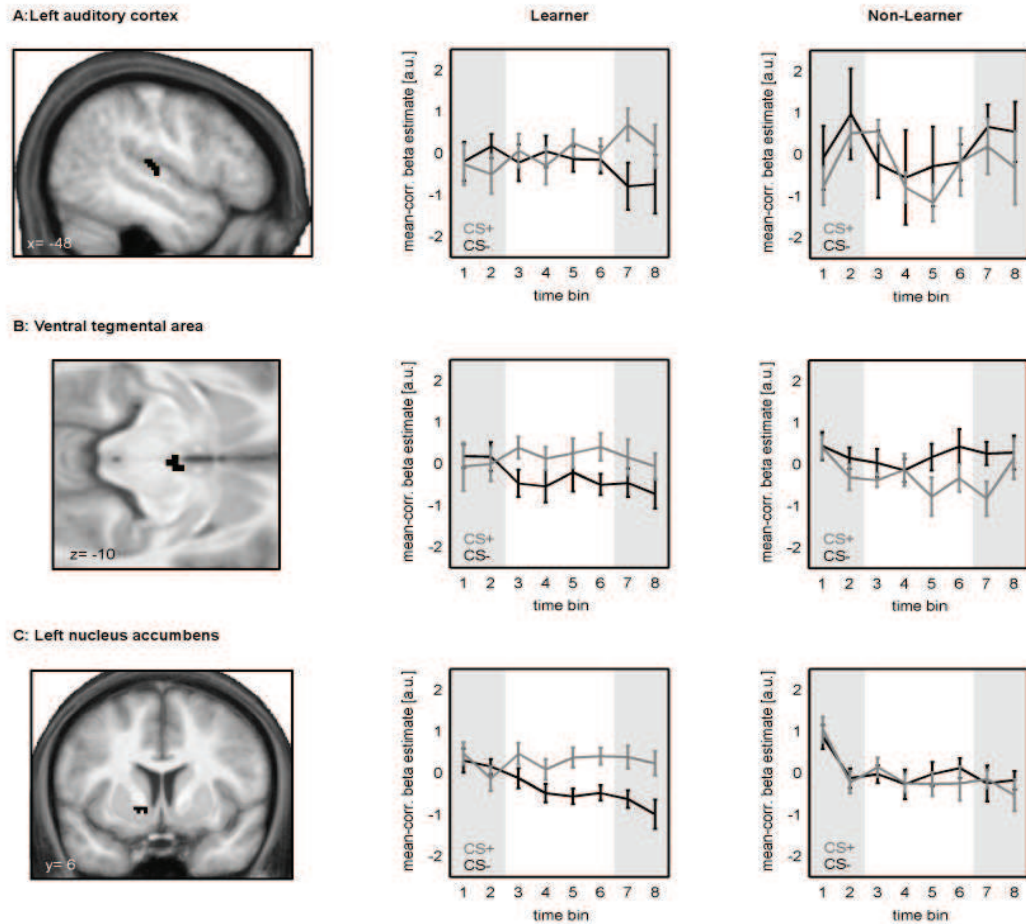 Learner
Non-Learner
A:Left auditory cortex
x= -48
mean-corr. beta estimate [a.u.]
2
1
0
-1
-2
CS+
CS-
1 2 3 4 5 6 7 8
time bin
mean-corr. beta estimate [a.u.]
2
1
0
-1
-2
CS+
CS-
1 2 3 4 5 6 7 8
time bin
B: Ventral tegmental area
z= -10
mean-corr. beta estimate [a.u.]
2
1
0
-1
-2
CS+
CS-
1 2 3 4 5 6 7 8
time bin
mean-corr. beta estimate [a.u.]
2
1
0
-1
-2
CS+
CS-
1 2 3 4 5 6 7 8
time bin
C: Left nucleus accumbens
y= 6
mean-corr. beta estimate [a.u.]
2
1
0
-1
-2
CS+
CS-
1 2 3 4 5 6 7 8
time bin
mean-corr. beta estimate [a.u.]
2
1
0
-1
-2
CS+
CS-
1 2 3 4 5 6 7 8
time bin